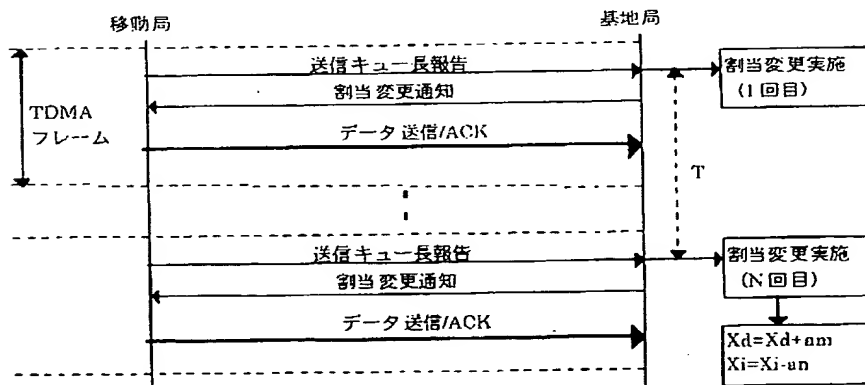 移動局
基地局
送信キュー長報告
割当変更実施
(1回目)
割当変更通知
TDMA
フレーム
データ送信/ACK
T
送信キュー長報告
割当変更実施
(N回目)
割当変更通知
データ送信/ACK
Xd=Xd+αm
Xi=Xi-αn